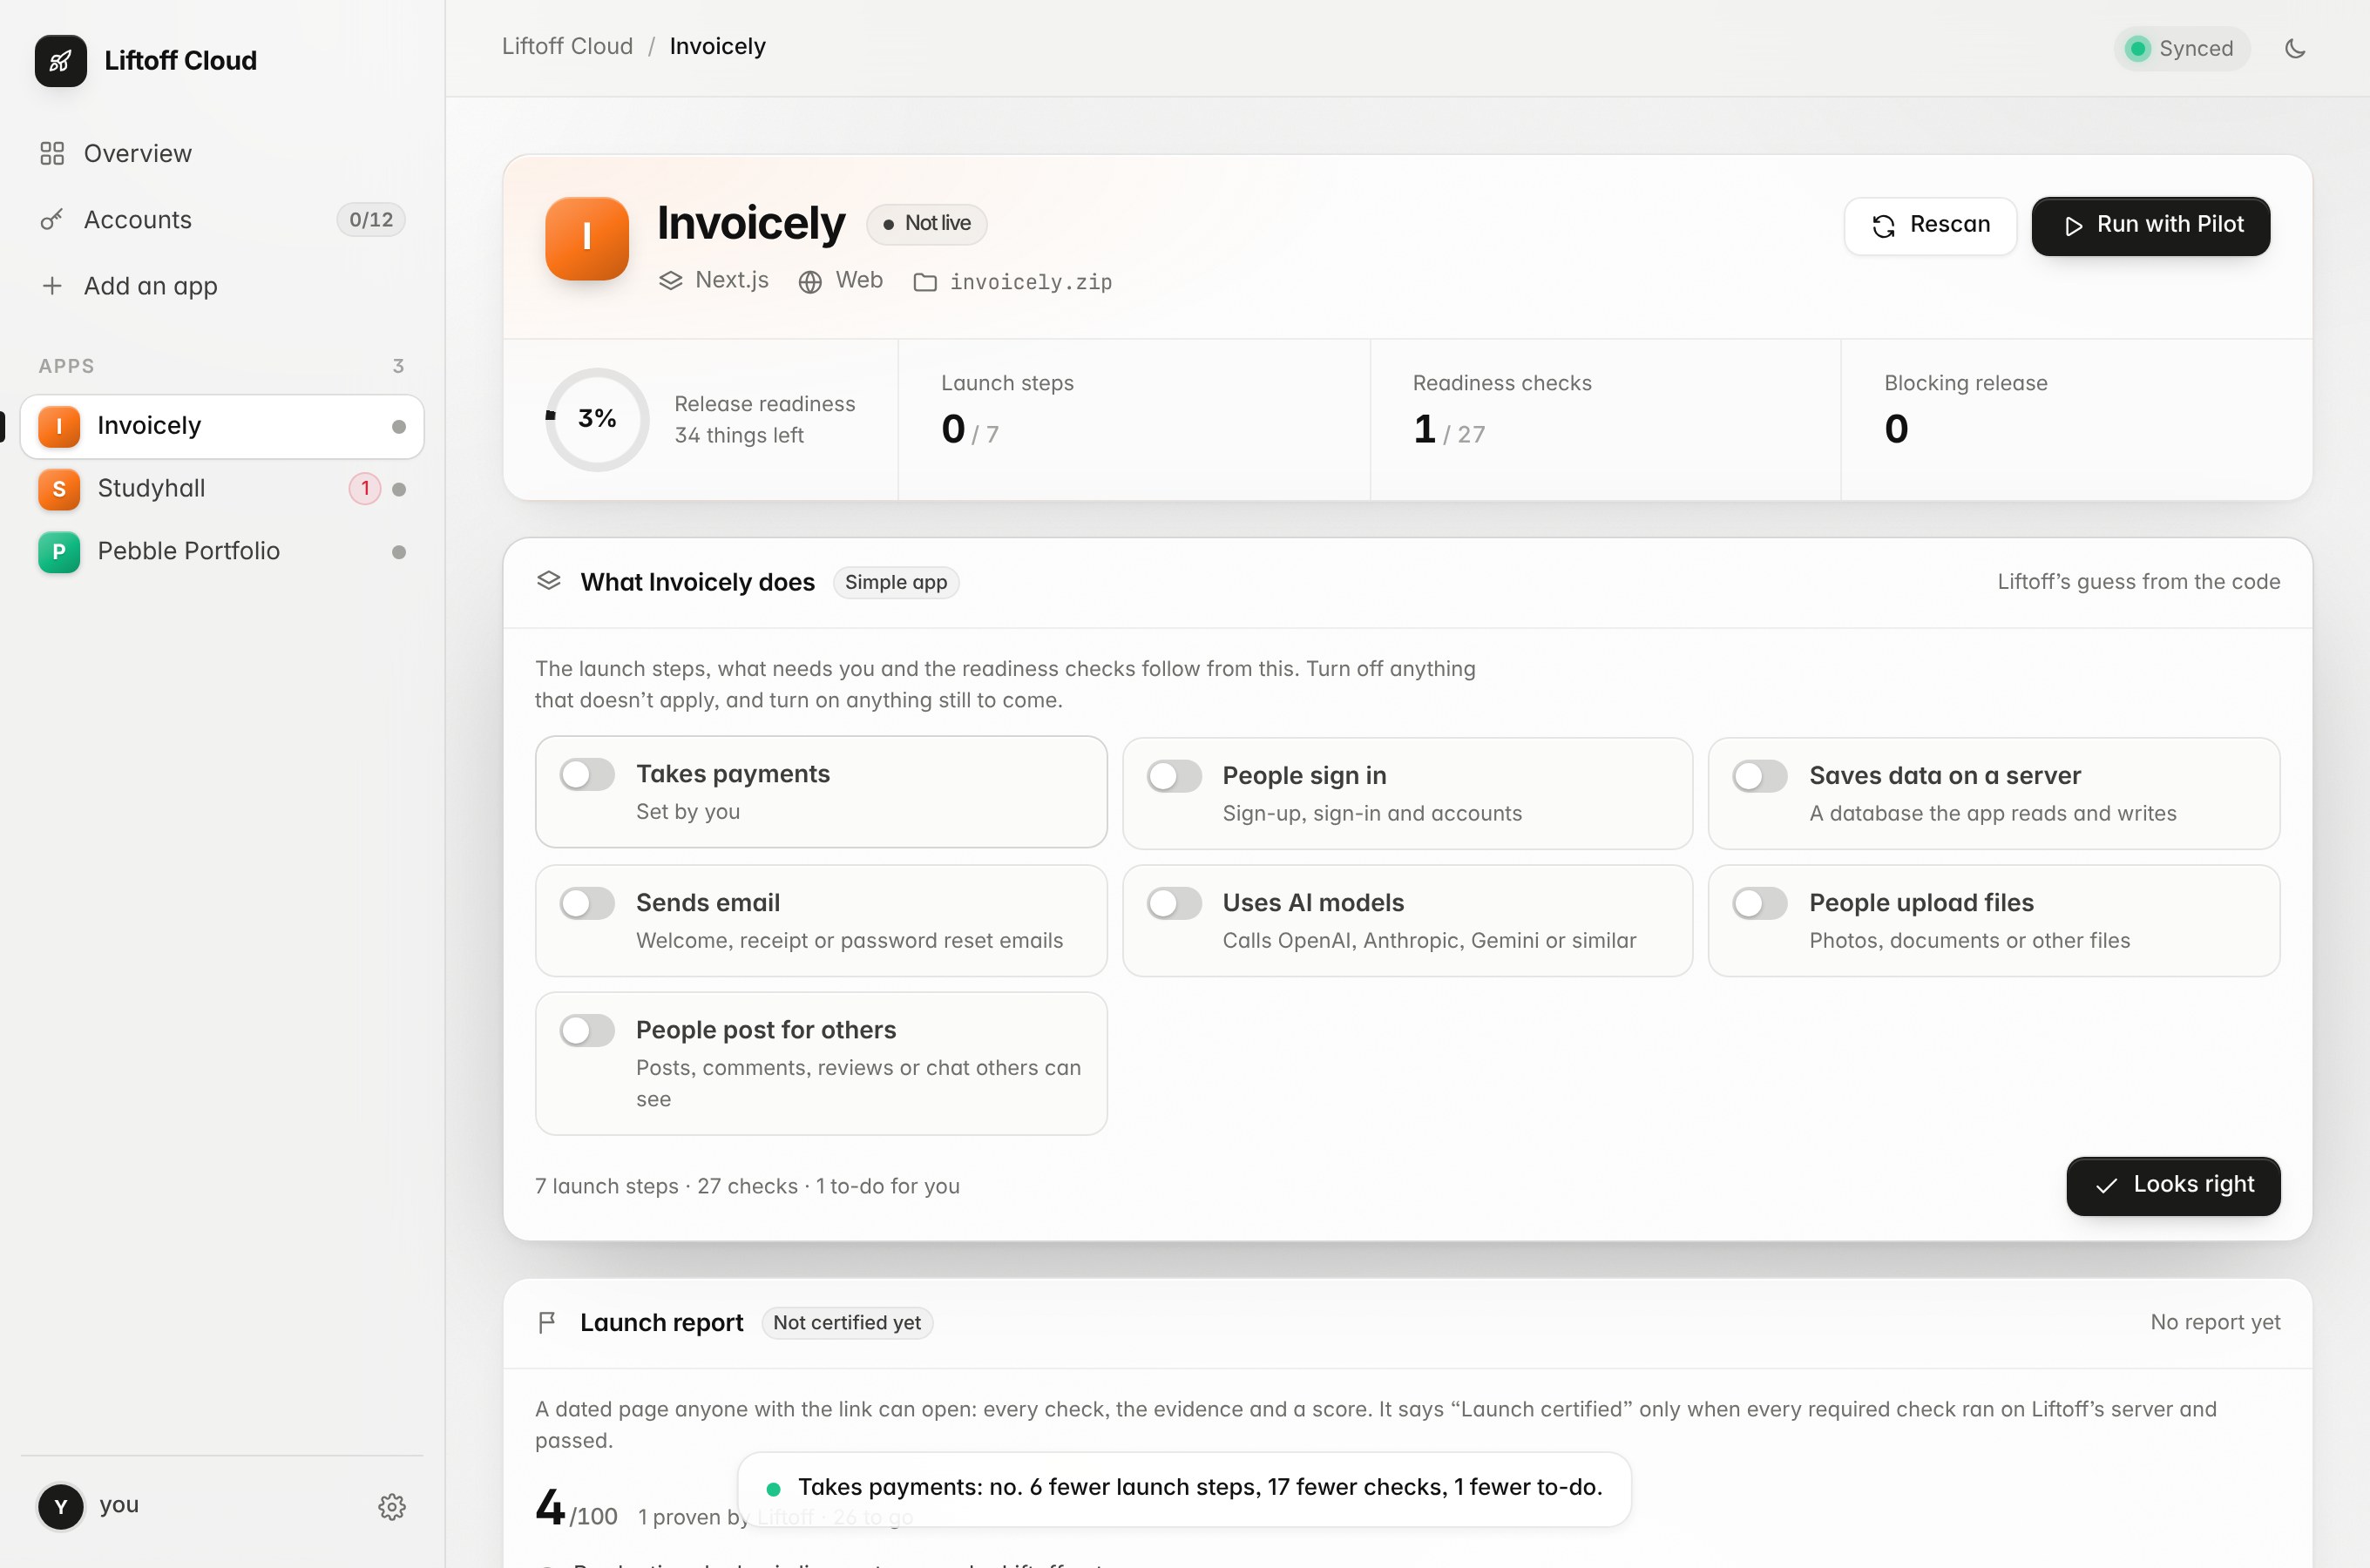 Liftoff Cloud
Overview
Accounts
0/12
Add an app
APPS
3
I
Invoicely
S
Studyhall
1
P
Pebble Portfolio
Y
you
Liftoff Cloud / Invoicely
Synced
I
Invoicely
Not live
Next.js
Web
invoicely.zip
Rescan
Run with Pilot
3%
Release readiness
34 things left
Launch steps
0 / 7
Readiness checks
1 / 27
Blocking release
0
What Invoicely does
Simple app
Liftoff’s guess from the code
The launch steps, what needs you and the readiness checks follow from this. Turn off anything
that doesn’t apply, and turn on anything still to come.
Takes payments
Set by you
People sign in
Sign-up, sign-in and accounts
Saves data on a server
A database the app reads and writes
Sends email
Welcome, receipt or password reset emails
Uses AI models
Calls OpenAI, Anthropic, Gemini or similar
People upload files
Photos, documents or other files
People post for others
Posts, comments, reviews or chat others can
see
7 launch steps · 27 checks · 1 to-do for you
Looks right
Launch report
Not certified yet
No report yet
A dated page anyone with the link can open: every check, the evidence and a score. It says “Launch certified” only when every required check ran on Liftoff’s server and
passed.
Takes payments: no. 6 fewer launch steps, 17 fewer checks, 1 fewer to-do.
4/100
1 proven by Liftoff · 26 to go